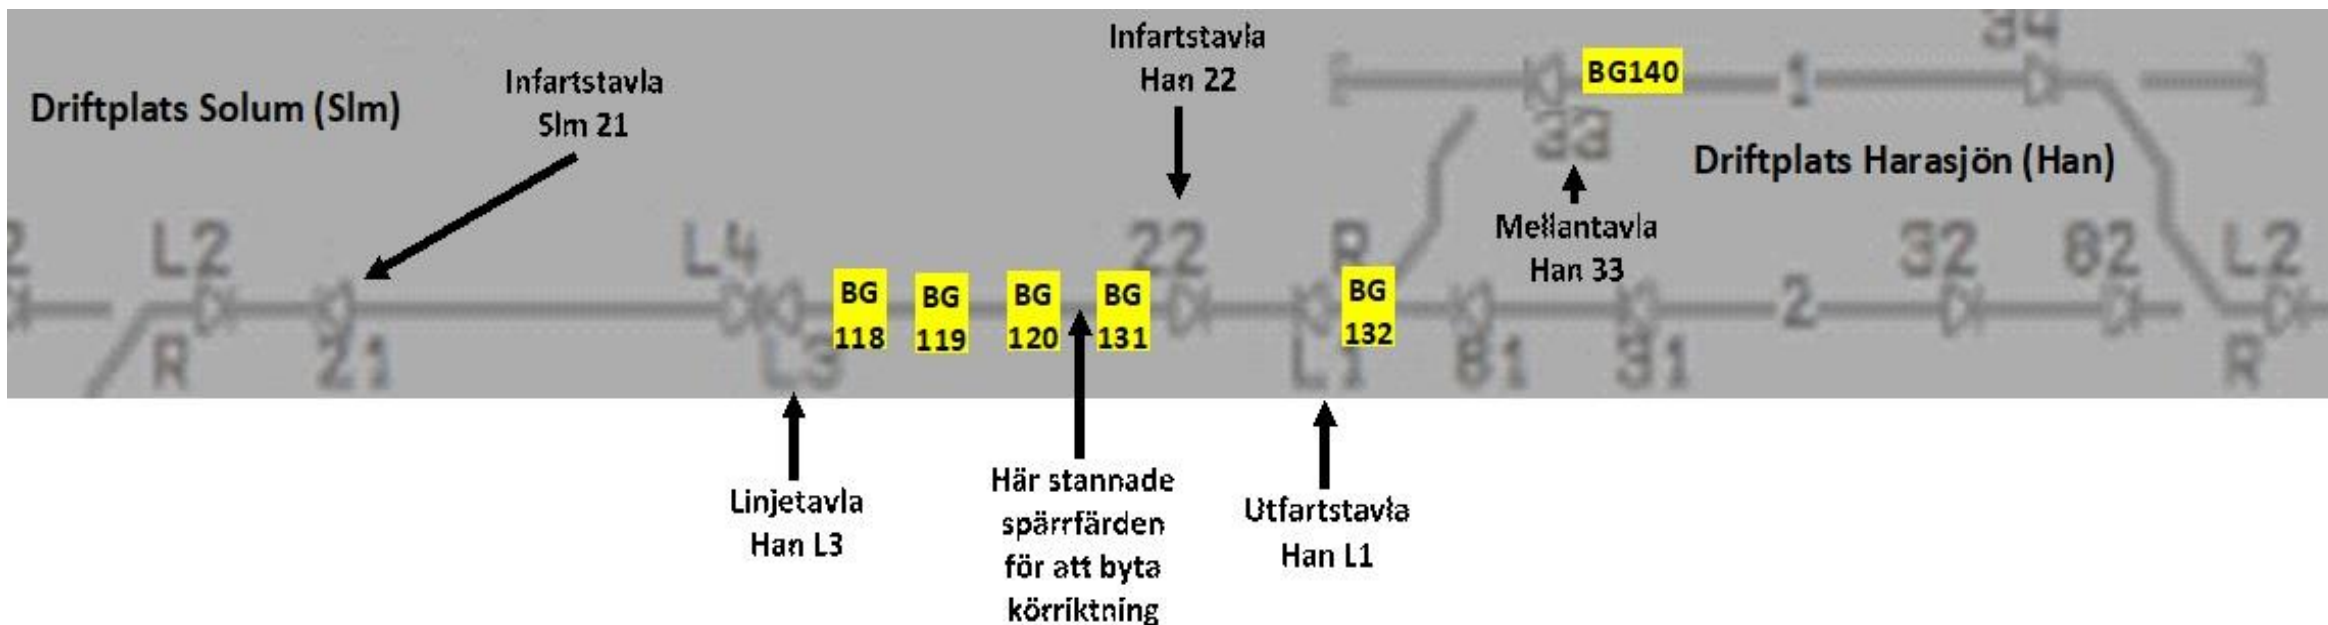 Infartstavla
Han 22
34
BG140
1
Infartstavla
Slm 21
Driftplats Solum (Slm)
33
Driftplats Harasjön (Han)
Mellantavla
Han 33
2
L2
L4
22
R
32
82
L2
BG
118
BG
119
BG
120
BG
131
BG
132
2
R
21
L3
L1
81
31
R
Linjetavla
Han L3
Här stannade
spärrfärden
för att byta
körriktning
Utfartstavla
Han L1